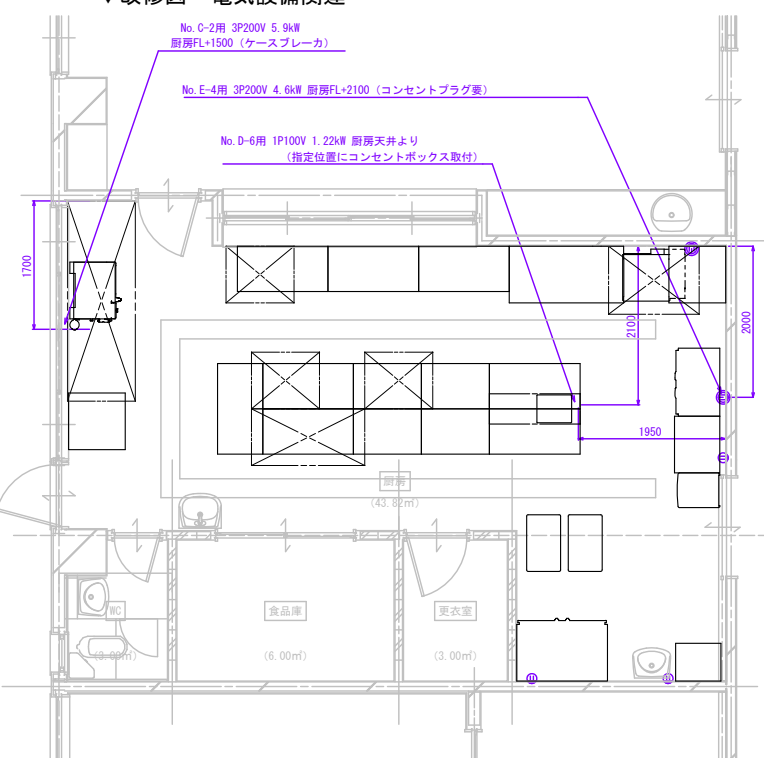 ▽改修図 電気設備関連
No.C-2用 3P200V 5.9kW
厨房FL+1500（ケースブレーカ）
No.E-4用 3P200V 4.6kW 厨房FL+2100（コンセントプラグ要）
No.D-6用 1P100V 1.22kW 厨房天井より
（指定位置にコンセントボックス取付）
1700
2100
2000
1950
厨房
(43.82㎡)
WC
食品庫
更衣室
(6.00㎡)
(3.00㎡)